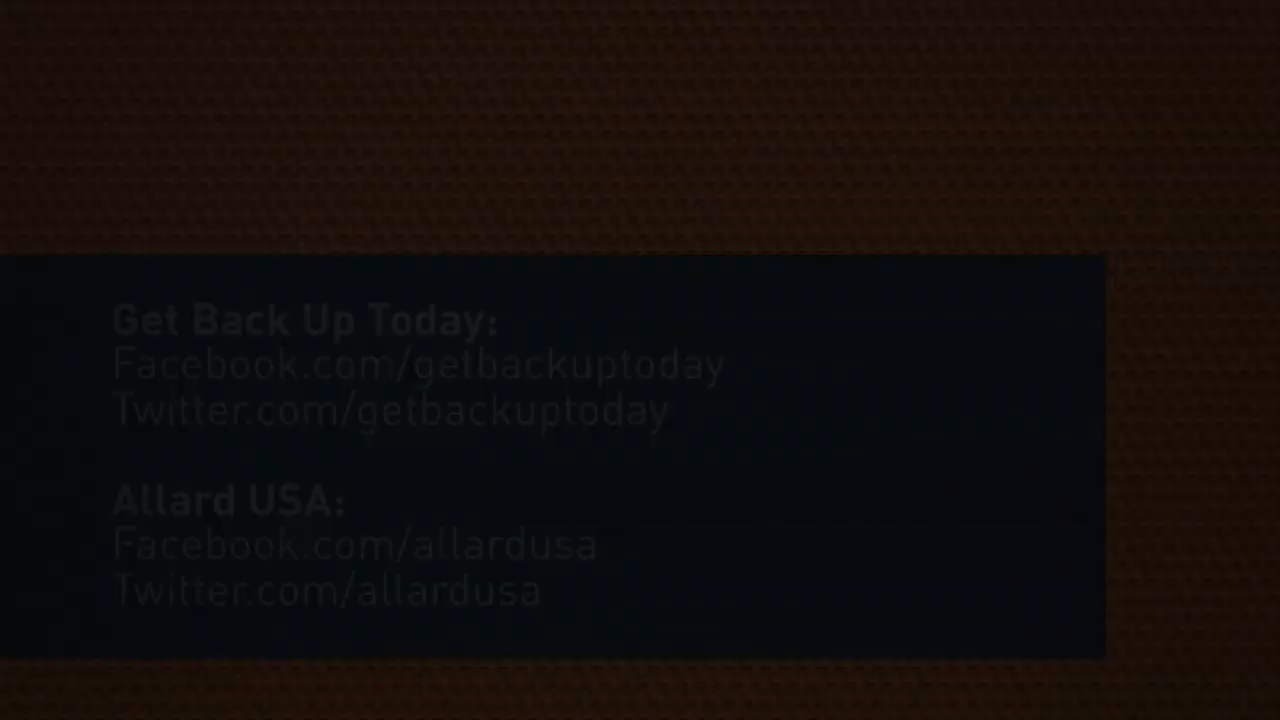 Get Back Up Today:
Facebook.com/getbackuptoday
Twitter.com/getbackuptoday
Allard USA:
Facebook.com/allardusa
Twitter.com/allardusa